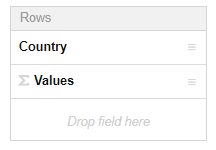 Rows
Country
Σ Values
Drop field here